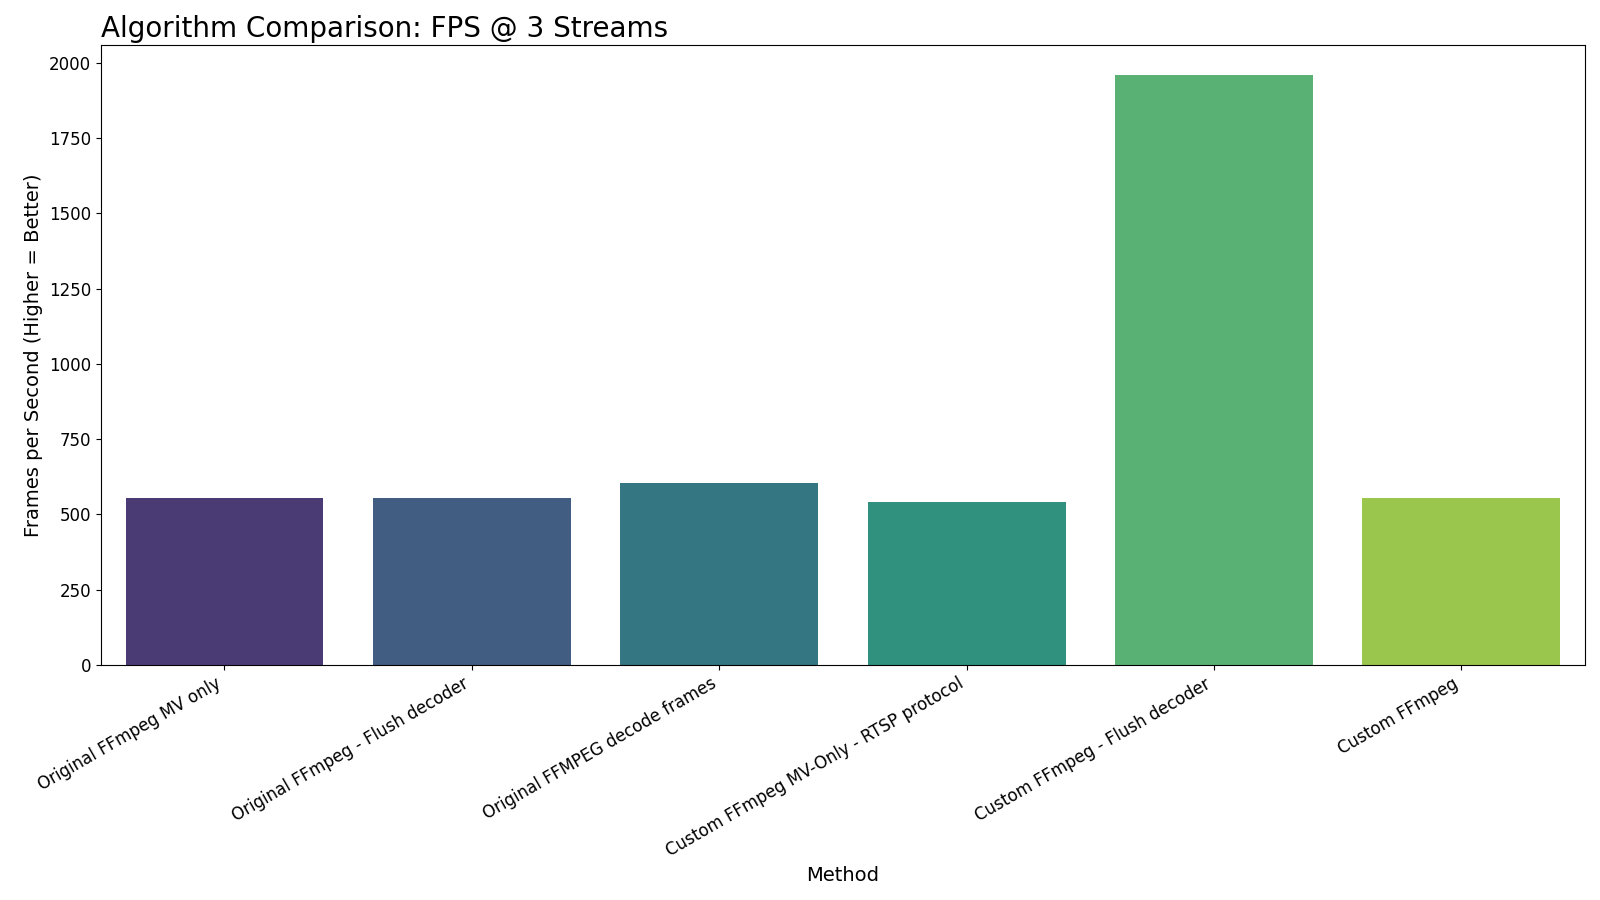 Algorithm Comparison: FPS @ 3 Streams
Frames per Second (Higher = Better)
2000
1750
1500
1250
1000
750
500
250
0
Original FFmpeg MV only
Original FFmpeg - Flush decoder
Original FFMPEG decode frames
Custom FFmpeg MV-Only - RTSP protocol
Custom FFmpeg - Flush decoder
Custom FFmpeg
Method